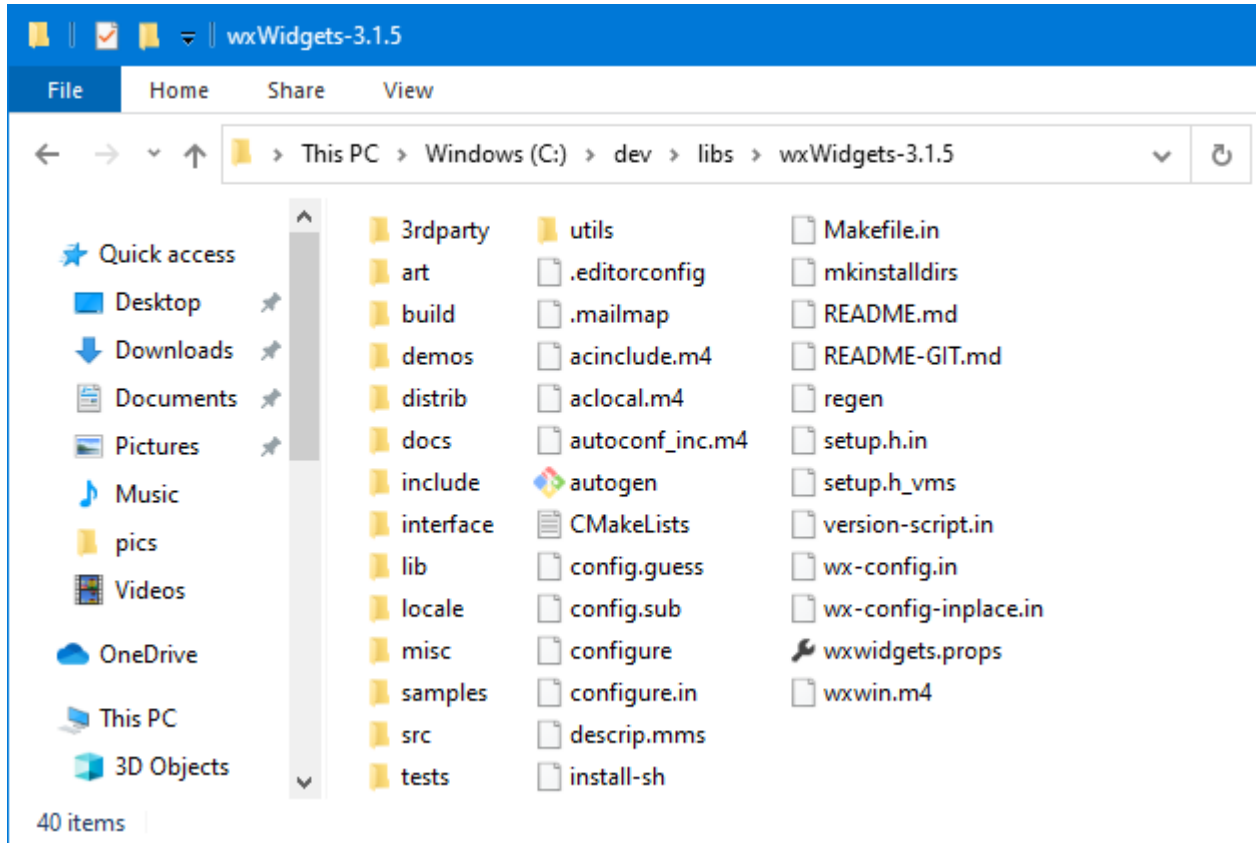 wxWidgets-3.1.5
File Home Share View
This PC > Windows (C:) > dev > libs > wxWidgets-3.1.5
Quick access
Desktop
Downloads
Documents
Pictures
Music
pics
Videos
OneDrive
This PC
3D Objects
3rdparty
art
build
demos
distrib
docs
include
interface
lib
locale
misc
samples
src
tests
utils
.editorconfig
.mailmap
acinclude.m4
aclocal.m4
autoconf_inc.m4
autogen
CMakeLists
config.guess
config.sub
configure
configure.in
descrip.mms
install-sh
Makefile.in
mkinstalldirs
README.md
README-GIT.md
regen
setup.h.in
setup.h_vms
version-script.in
wx-config.in
wx-config-inplace.in
wxwidgets.props
wxwin.m4
40 items